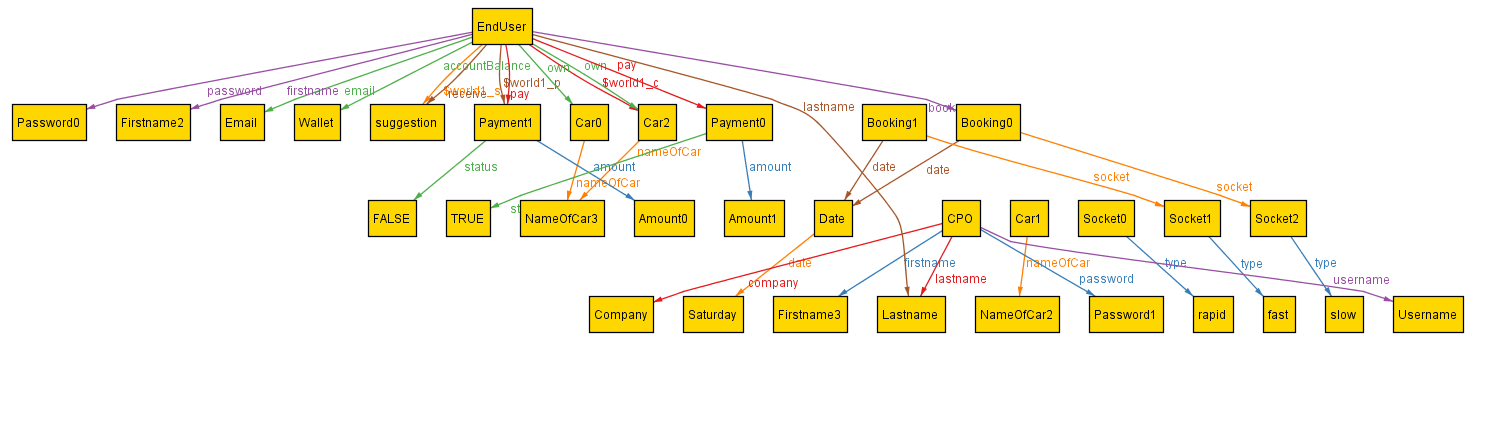 EndUser
accountBalance
own
own
pay
password
firstname
email
$world1_s
receive
$world1_p
pay
$world1_c
lastname
book
Password0
Firstname2
Email
Wallet
suggestion
Payment1
Car0
Car2
Payment0
Booking1
Booking0
status
amount
nameOfCar
nameOfCar
amount
date
date
socket
socket
FALSE
TRUE
NameOfCar3
Amount0
Amount1
Date
CPO
Car1
Socket0
Socket1
Socket2
date
company
firstname
lastname
nameOfCar
password
type
type
type
username
Company
Saturday
Firstname3
Lastname
NameOfCar2
Password1
rapid
fast
slow
Username